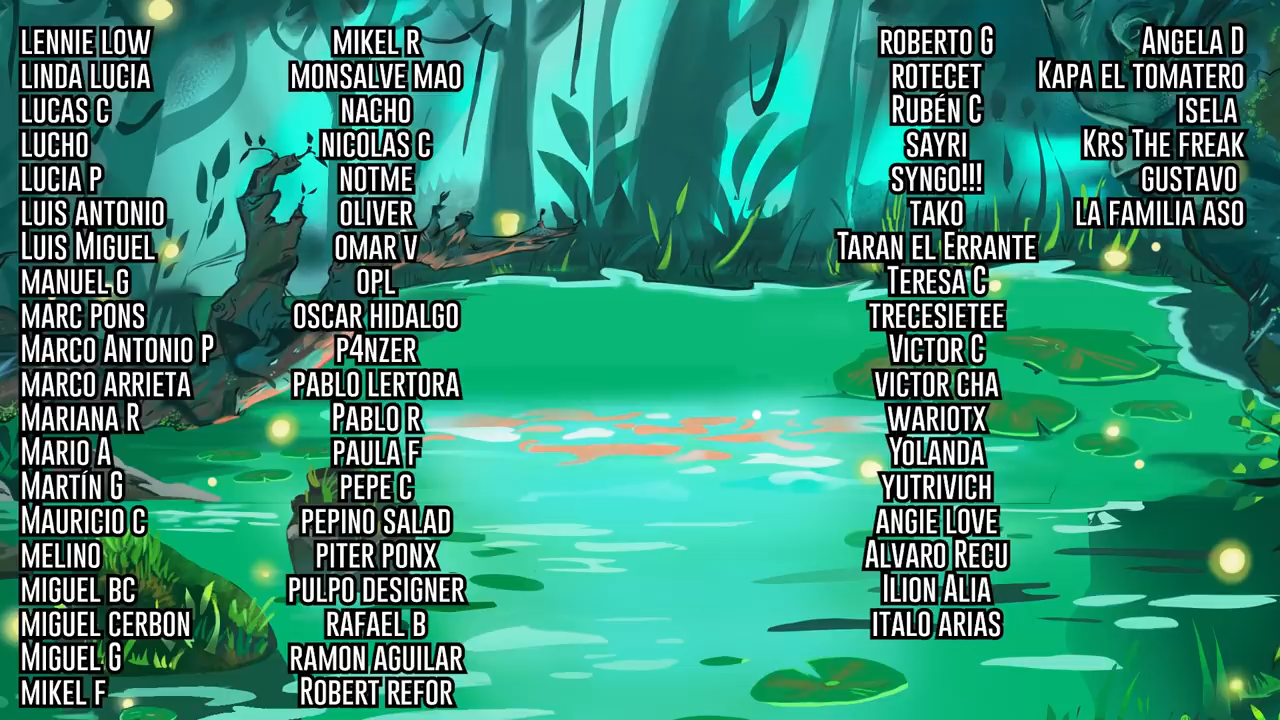 LENNIE LOW
LINDA LUCIA
LUCAS C
LUCHO
LUCIA P
LUIS ANTONIO
LUIS MIGUEL
MANUEL G
MARC PONS
MARCO ANTONIO P
MARCO ARRIETA
MARIANA R
MARIO A
MARTÍN G
MAURICIO C
MELINO
MIGUEL BC
MIGUEL CERBON
MIGUEL G
MIKEL F
MIKEL R
MONSALVE MAO
NACHO
NICOLAS C
NOTME
OLIVER
OMAR V
OPL
OSCAR HIDALGO
P4NZER
PABLO LERTORA
PABLO R
PAULA F
PEPE C
PEPINO SALAD
PITER PONX
PULPO DESIGNER
RAFAEL B
RAMON AGUILAR
ROBERT REFOR
ROBERTO G
ROTECET
RUBÉN C
SAYRI
SYNGO!!!
TAKO
TARAN EL ERRANTE
TERESA C
TRECESIETEE
VICTOR C
VICTOR CHA
WARIOTX
YOLANDA
YUTRIVICH
ANGIE LOVE
ALVARO RECU
ILION ALIA
ITALO ARIAS
ANGELA D
KAPA EL TOMATERO
ISELA
KRS THE FREAK
GUSTAVO
LA FAMILIA ASO